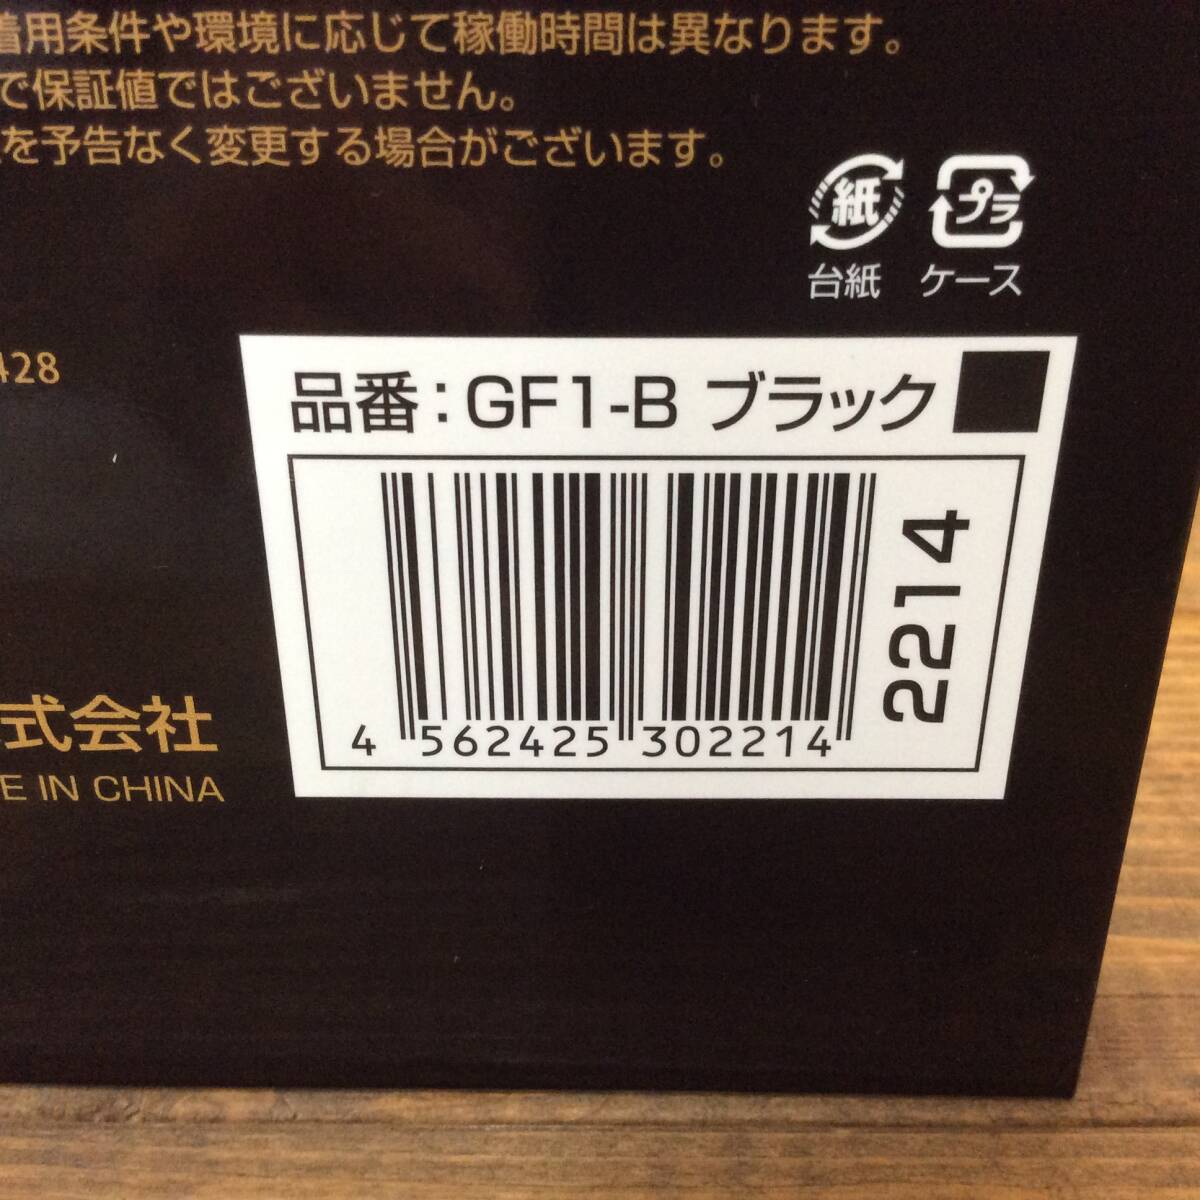 着用条件や環境に応じて稼働時間は異なります。
で保証値ではございません。
を予告なく変更する場合がございます。
紙 プラ
台紙 ケース
428
品番：GF1-B ブラック
2214
4 562425 302214
式会社
E IN CHINA